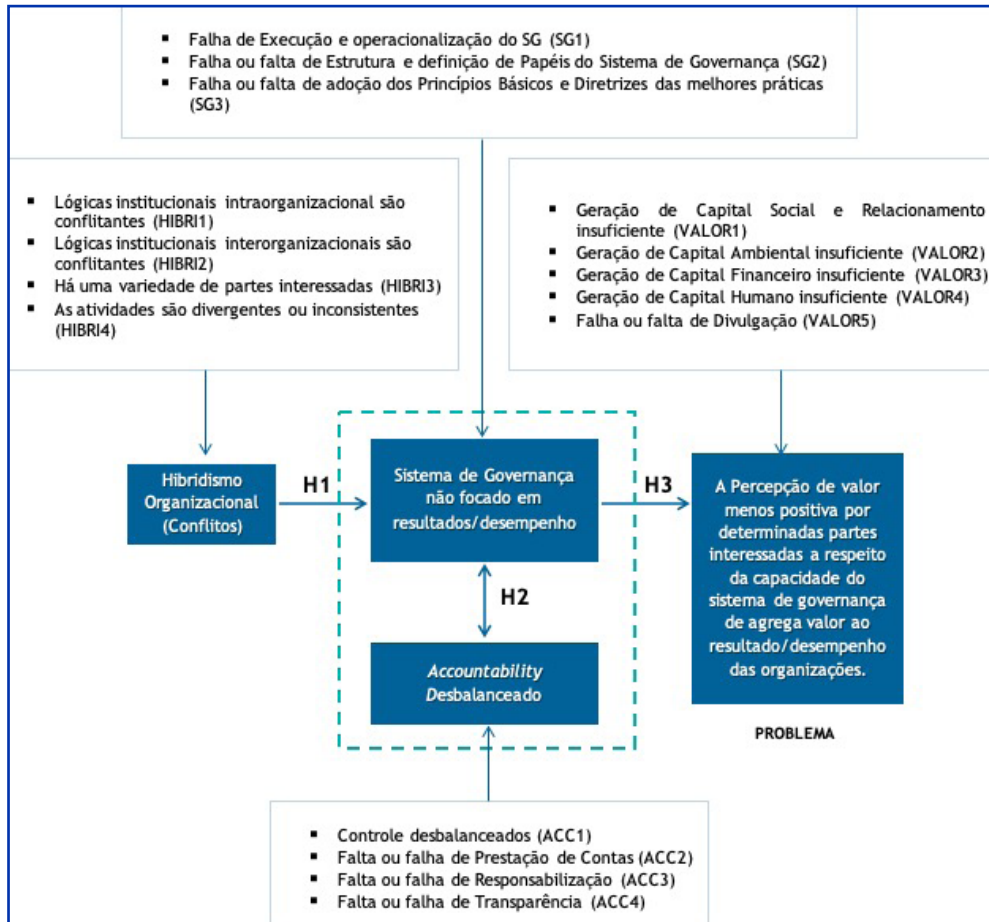 ▪ Falha de Execução e operacionalização do SG (SG1)
▪ Falha ou falta de Estrutura e definição de Papéis do Sistema de Governança (SG2)
▪ Falha ou falta de adoção dos Princípios Básicos e Diretrizes das melhores práticas
(SG3)
▪ Lógicas institucionais intraorganizacional são
conflitantes (HIBRI1)
▪ Lógicas institucionais interorganizacionais são
conflitantes (HIBRI2)
▪ Há uma variedade de partes interessadas (HIBRI3)
▪ As atividades são divergentes ou inconsistentes
(HIBRI4)
▪ Geração de Capital Social e Relacionamento
insuficiente (VALOR1)
▪ Geração de Capital Ambiental insuficiente (VALOR2)
▪ Geração de Capital Financeiro insuficiente (VALOR3)
▪ Geração de Capital Humano insuficiente (VALOR4)
▪ Falha ou falta de Divulgação (VALOR5)
Hibridismo
Organizacional
(Conflitos)
H1
Sistema de Governança
não focado em
resultados/desempenho
H3
A Percepção de valor
menos positiva por
determinadas partes
interessadas a respeito
da capacidade do
sistema de governança
de agrega valor ao
resultado/desempenho
das organizações.
H2
Accountability
Desbalanceado
PROBLEMA
▪ Controle desbalanceados (ACC1)
▪ Falta ou falha de Prestação de Contas (ACC2)
▪ Falta ou falha de Responsabilização (ACC3)
▪ Falta ou falha de Transparência (ACC4)